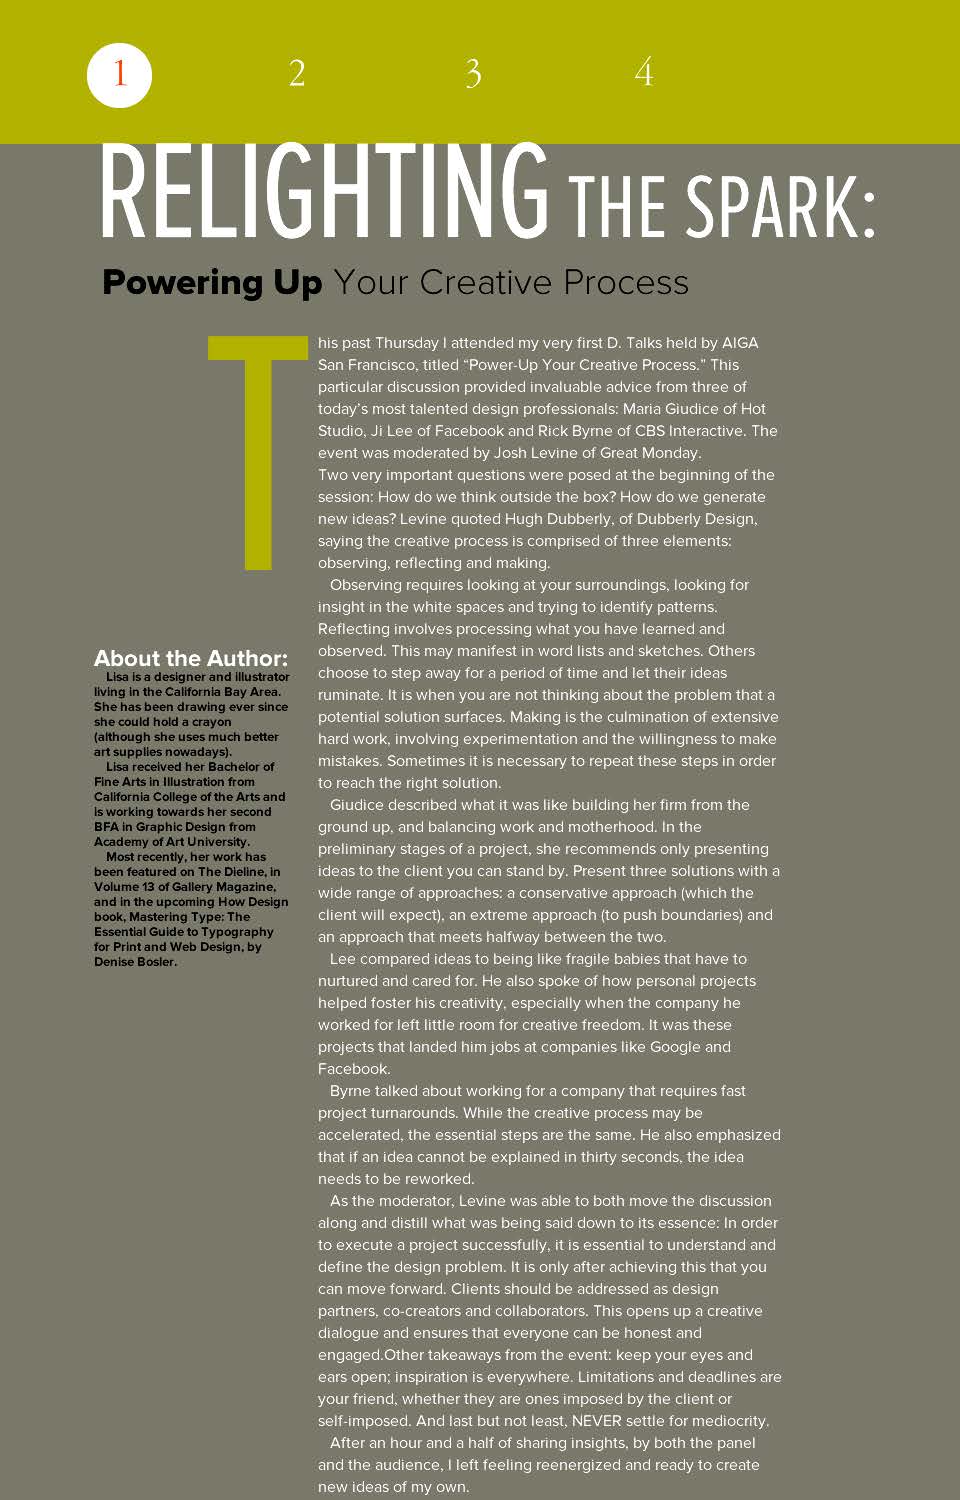 1 2 3 4
RELIGHTING THE SPARK:
Powering Up Your Creative Process
This past Thursday I attended my very first D. Talks held by AIGA
San Francisco, titled “Power-Up Your Creative Process.” This
particular discussion provided invaluable advice from three of
today’s most talented design professionals: Maria Giudice of Hot
Studio, Ji Lee of Facebook and Rick Byrne of CBS Interactive. The
event was moderated by Josh Levine of Great Monday.
Two very important questions were posed at the beginning of the
session: How do we think outside the box? How do we generate
new ideas? Levine quoted Hugh Dubberly, of Dubberly Design,
saying the creative process is comprised of three elements:
observing, reflecting and making.
Observing requires looking at your surroundings, looking for
insight in the white spaces and trying to identify patterns.
Reflecting involves processing what you have learned and
observed. This may manifest in word lists and sketches. Others
choose to step away for a period of time and let their ideas
ruminate. It is when you are not thinking about the problem that a
potential solution surfaces. Making is the culmination of extensive
hard work, involving experimentation and the willingness to make
mistakes. Sometimes it is necessary to repeat these steps in order
to reach the right solution.
Giudice described what it was like building her firm from the
ground up, and balancing work and motherhood. In the
preliminary stages of a project, she recommends only presenting
ideas to the client you can stand by. Present three solutions with a
wide range of approaches: a conservative approach (which the
client will expect), an extreme approach (to push boundaries) and
an approach that meets halfway between the two.
Lee compared ideas to being like fragile babies that have to
nurtured and cared for. He also spoke of how personal projects
helped foster his creativity, especially when the company he
worked for left little room for creative freedom. It was these
projects that landed him jobs at companies like Google and
Facebook.
Byrne talked about working for a company that requires fast
project turnarounds. While the creative process may be
accelerated, the essential steps are the same. He also emphasized
that if an idea cannot be explained in thirty seconds, the idea
needs to be reworked.
As the moderator, Levine was able to both move the discussion
along and distill what was being said down to its essence: In order
to execute a project successfully, it is essential to understand and
define the design problem. It is only after achieving this that you
can move forward. Clients should be addressed as design
partners, co-creators and collaborators. This opens up a creative
dialogue and ensures that everyone can be honest and
engaged.Other takeaways from the event: keep your eyes and
ears open; inspiration is everywhere. Limitations and deadlines are
your friend, whether they are ones imposed by the client or
self-imposed. And last but not least, NEVER settle for mediocrity.
After an hour and a half of sharing insights, by both the panel
and the audience, I left feeling reenergized and ready to create
new ideas of my own.
About the Author:
Lisa is a designer and illustrator
living in the California Bay Area.
She has been drawing ever since
she could hold a crayon
(although she uses much better
art supplies nowadays).
Lisa received her Bachelor of
Fine Arts in Illustration from
California College of the Arts and
is working towards her second
BFA in Graphic Design from
Academy of Art University.
Most recently, her work has
been featured on The Dieline, in
Volume 13 of Gallery Magazine,
and in the upcoming How Design
book, Mastering Type: The
Essential Guide to Typography
for Print and Web Design, by
Denise Bosler.